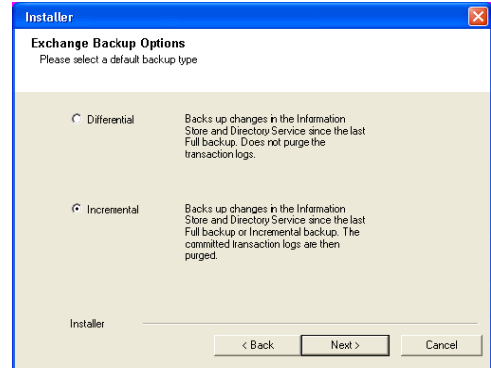 Installer
Exchange Backup Options
Please select a default backup type
Differential
Backs up changes in the Information
Store and Directory Service since the last
Full backup. Does not purge the
transaction logs.
Incremental
Backs up changes in the Information
Store and Directory Service since the last
Full backup or Incremental backup. The
committed transaction logs are then
purged.
Installer
< Back
Next >
Cancel